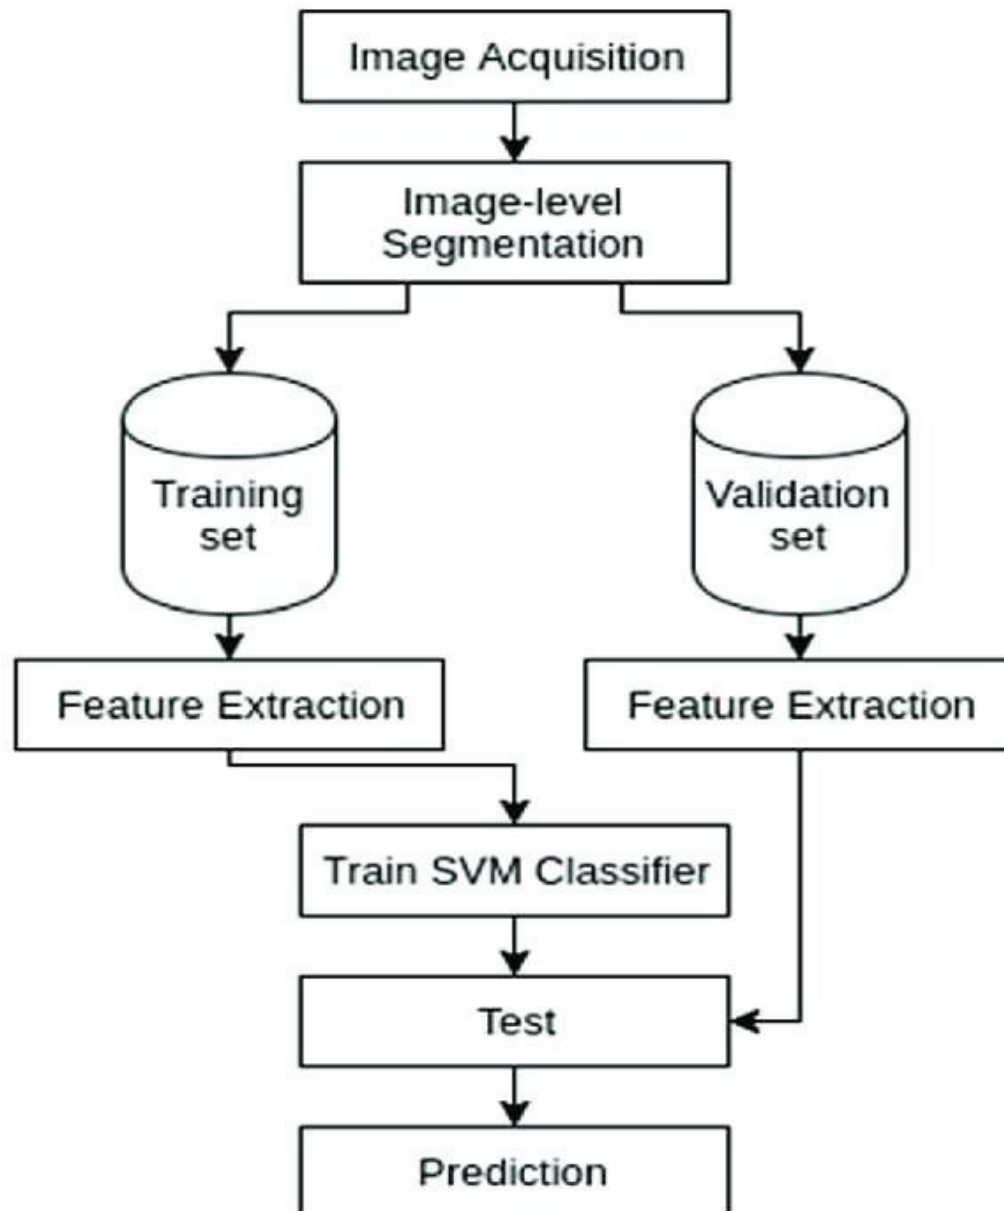 Image Acquisition
Image-level
Segmentation
Training
set
Validation
set
Feature Extraction
Feature Extraction
Train SVM Classifier
Test
Prediction